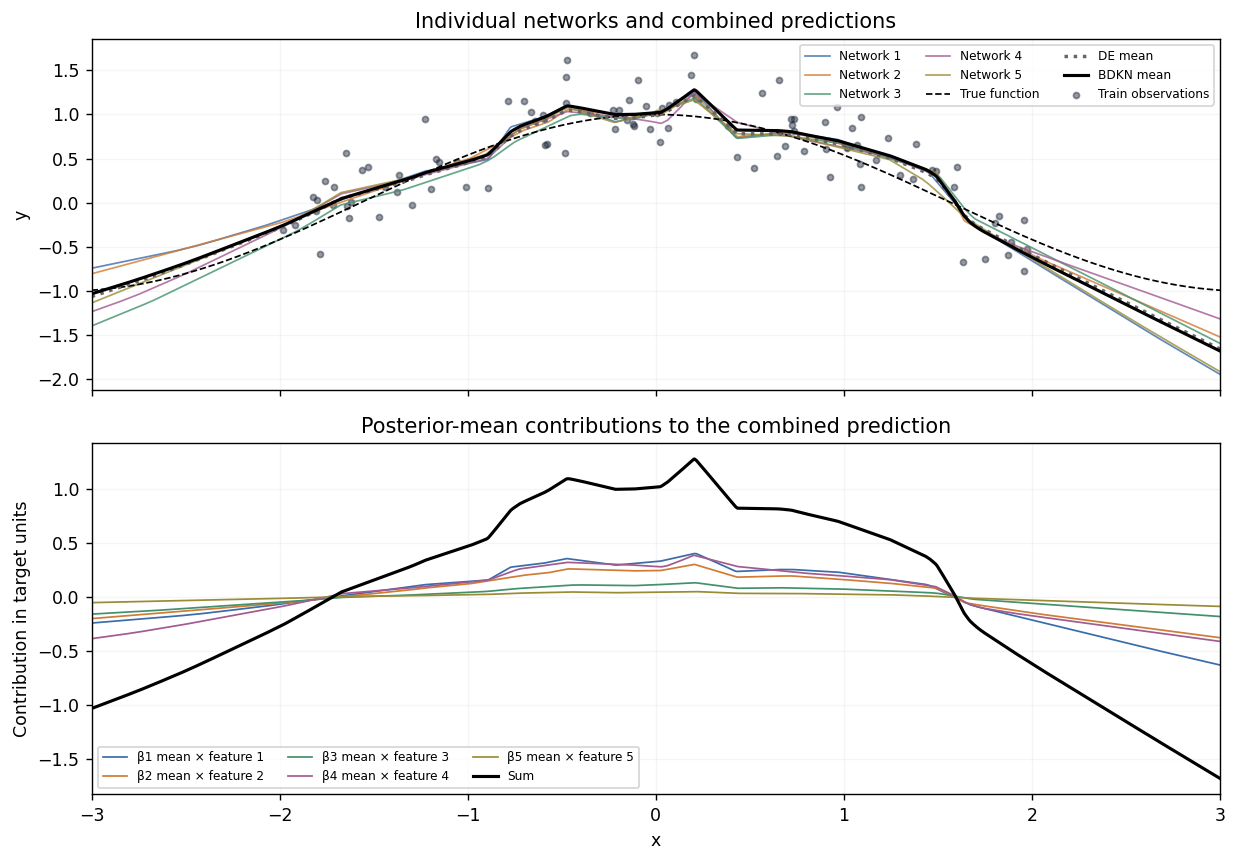 Individual networks and combined predictions
Network 1
Network 2
Network 3
Network 4
Network 5
True function
DE mean
BDKN mean
Train observations
y
1.5
1.0
0.5
0.0
−0.5
−1.0
−1.5
−2.0
Posterior-mean contributions to the combined prediction
Contribution in target units
1.0
0.5
0.0
−0.5
−1.0
−1.5
β1 mean × feature 1
β2 mean × feature 2
β3 mean × feature 3
β4 mean × feature 4
β5 mean × feature 5
Sum
−3 −2 −1 0 1 2 3
x